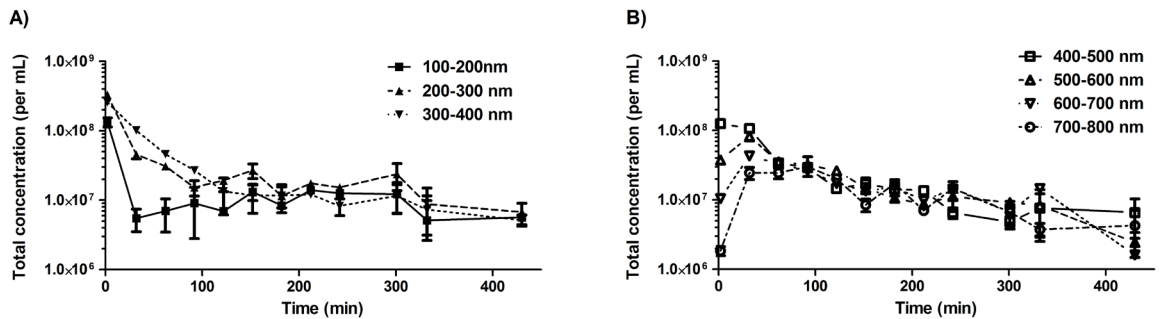 A)
Total concentration (per mL)
1.0×10⁹
1.0×10⁸
1.0×10⁷
1.0×10⁶
0
100
200
300
400
Time (min)
100-200nm
200-300 nm
300-400 nm
B)
Total concentration (per mL)
1.0×10⁹
1.0×10⁸
1.0×10⁷
1.0×10⁶
0
100
200
300
400
Time (min)
400-500 nm
500-600 nm
600-700 nm
700-800 nm